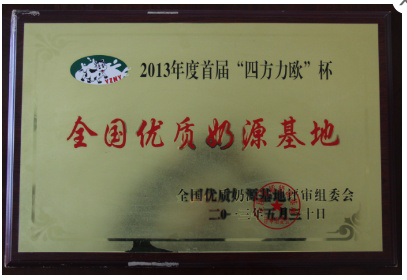 2013年度首届“四方力欧”杯
全国优质奶源基地
全国优质奶源基地评审组委会
二〇一三年五月三十日